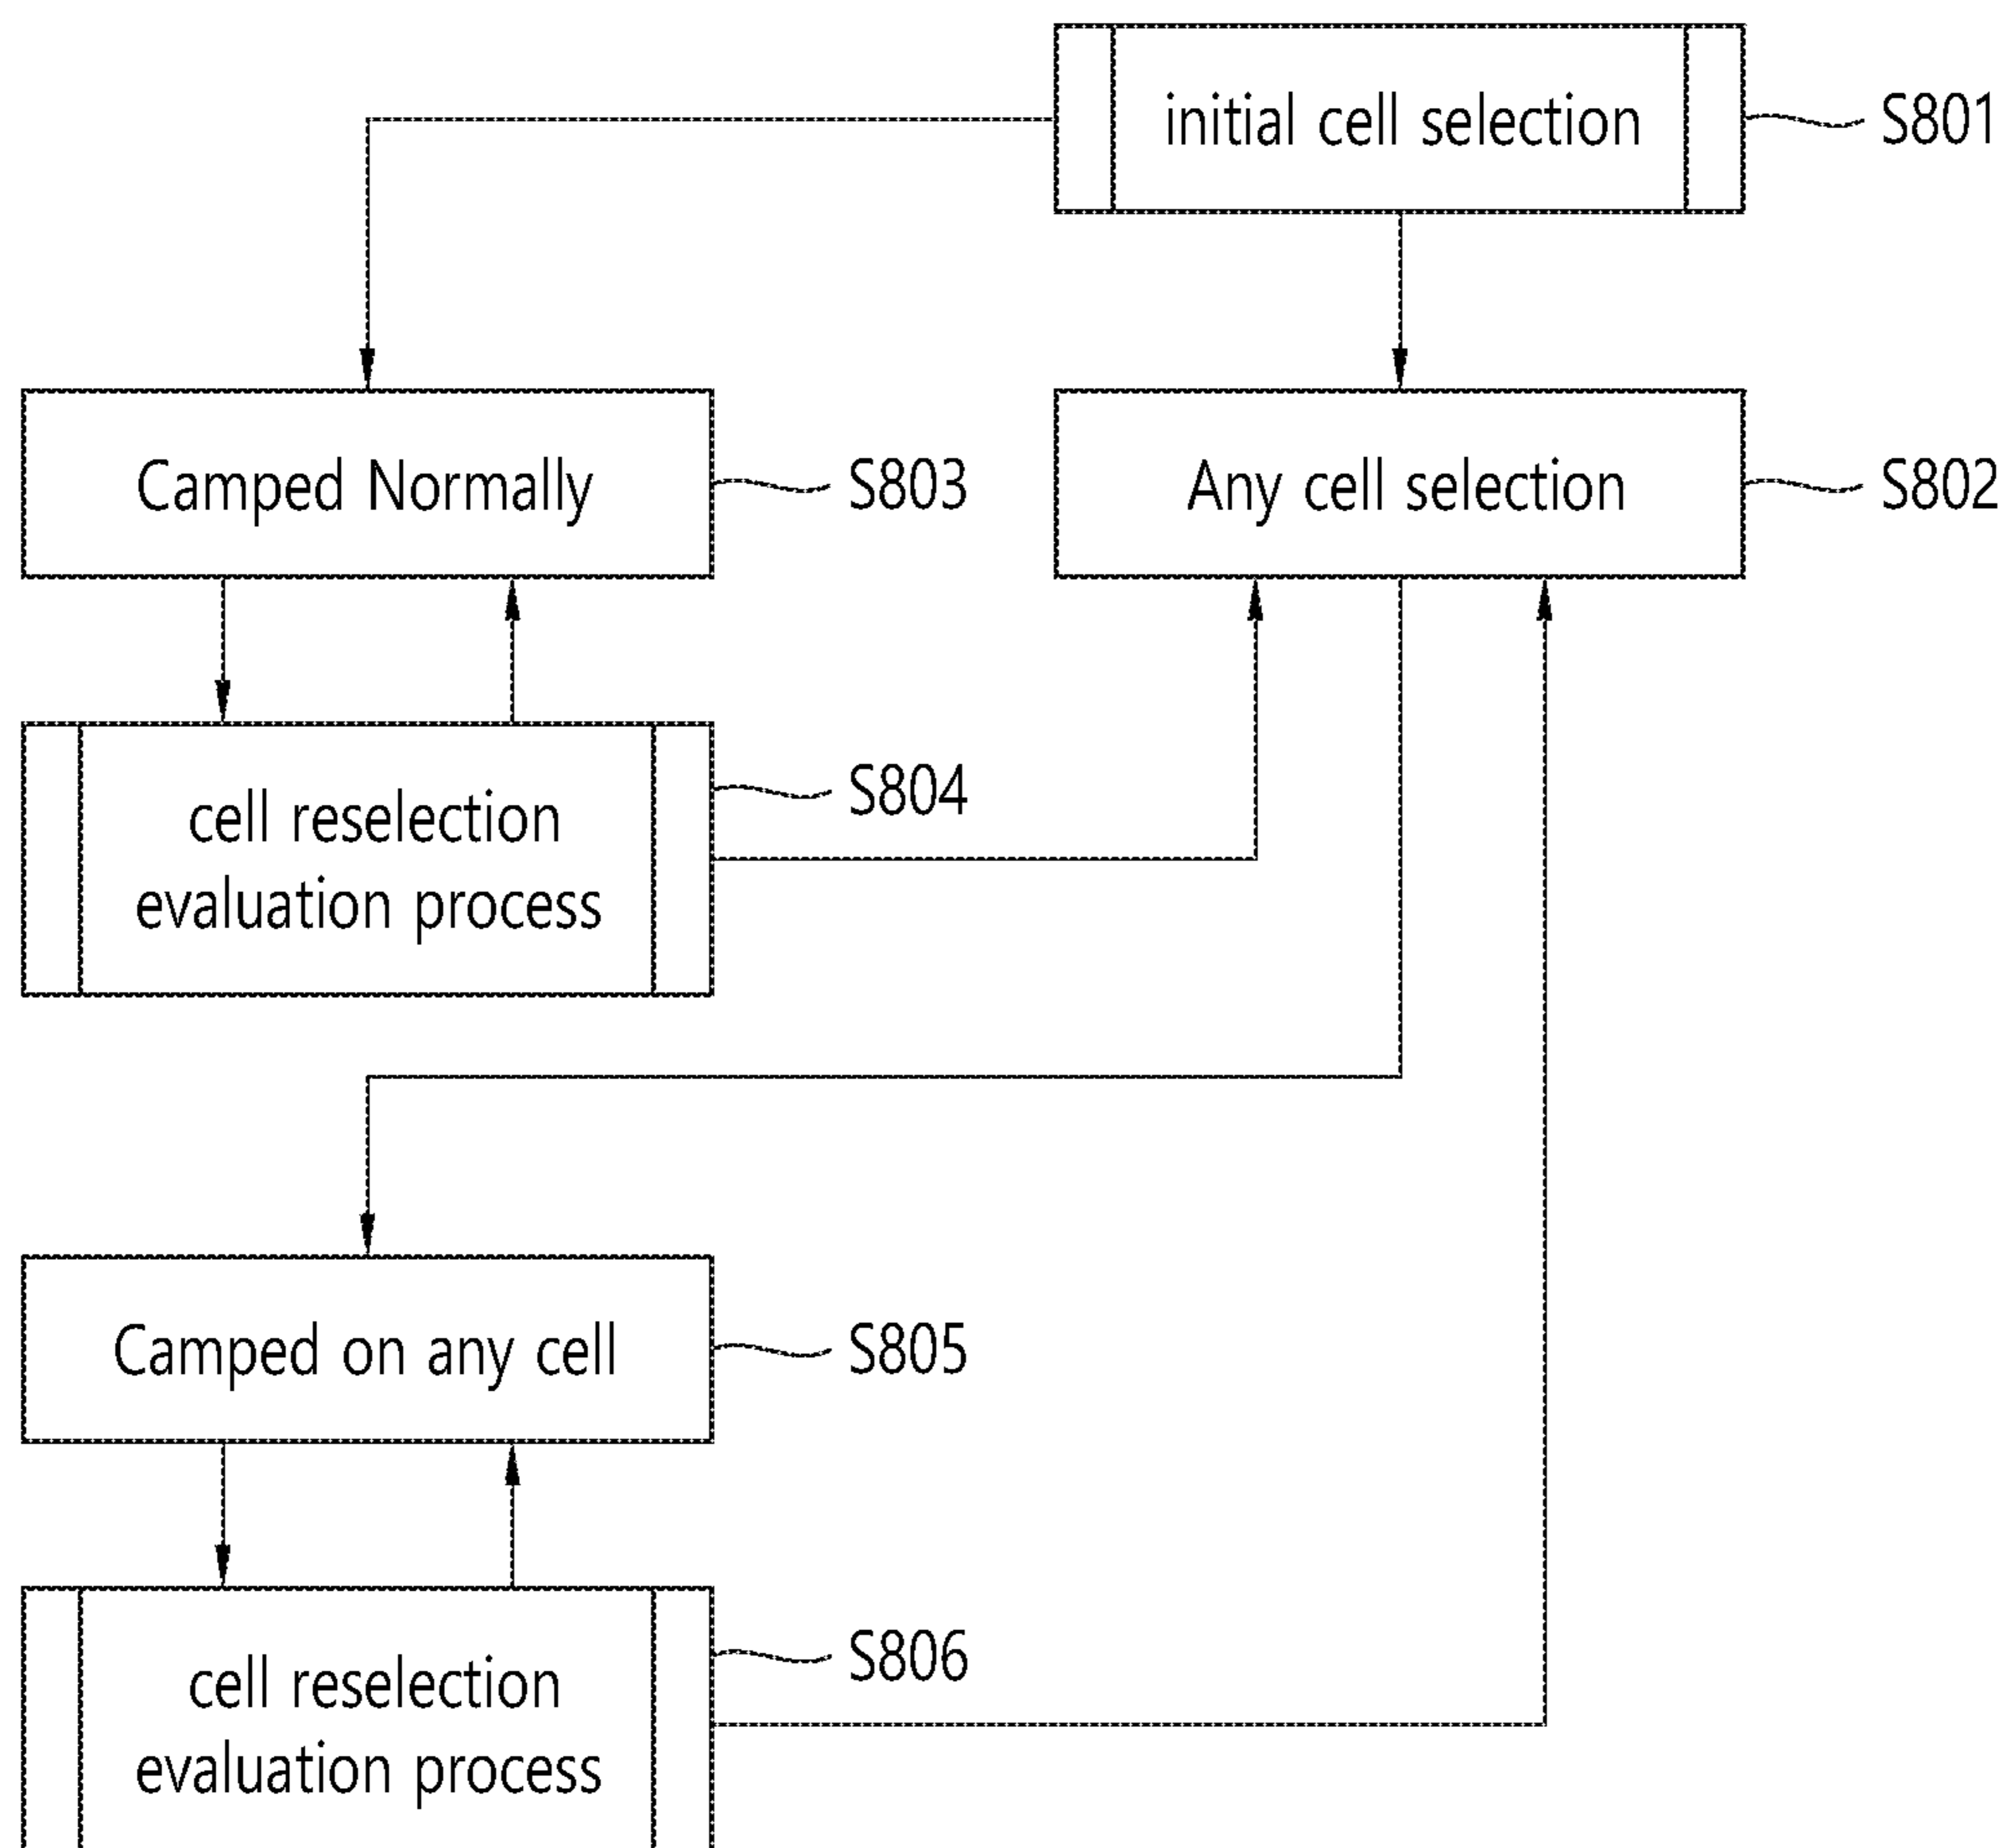 initial cell selection
S801
Camped Normally
S803
Any cell selection
S802
cell reselection
evaluation process
S804
Camped on any cell
S805
cell reselection
evaluation process
S806